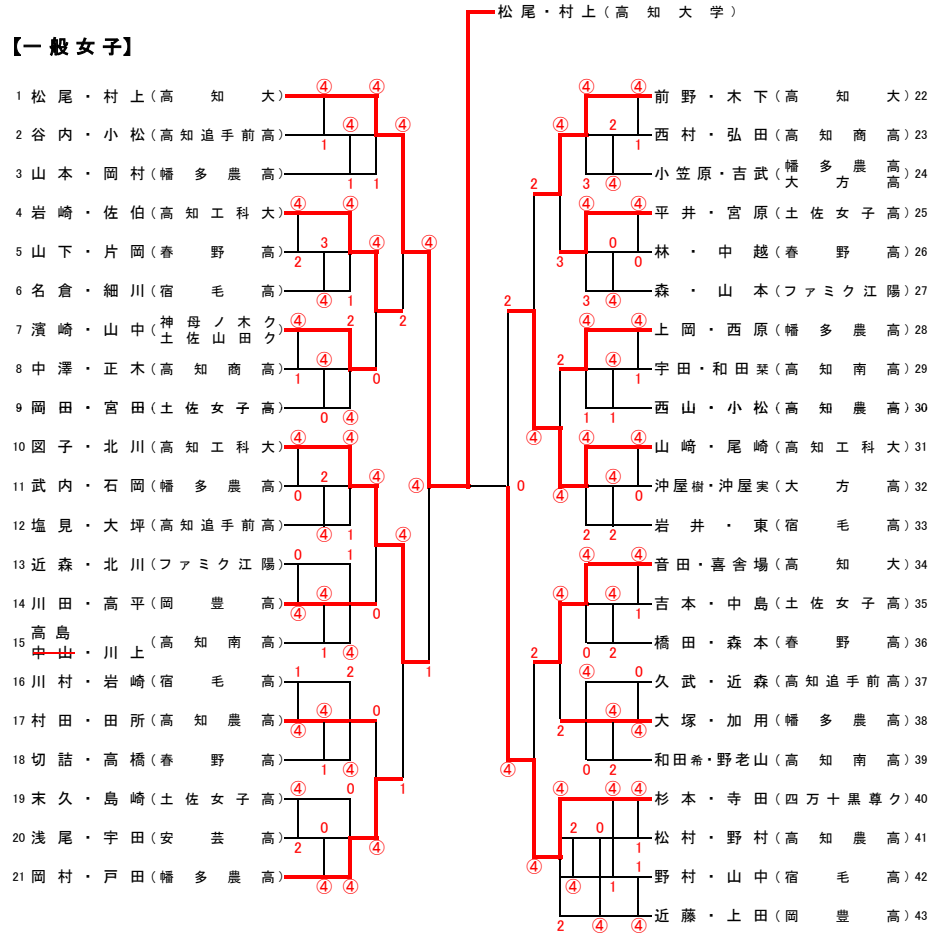 松尾・村上(高知大学)
【一般女子】
1 松尾・村上(高知大)
2 谷内・小松(高知追手前高)
3 山本・岡村(幡多農高)
4 岩崎・佐伯(高知工科大)
5 山下・片岡(春野高)
6 名倉・細川(宿毛高)
7 濱崎・山中(神母ノ木ク 土佐山田ク)
8 中澤・正木(高知商高)
9 岡田・宮田(土佐女子高)
10 図子・北川(高知工科大)
11 武内・石岡(幡多農高)
12 塩見・大坪(高知追手前高)
13 近森・北川(ファミク江陽)
14 川田・高平(岡豊高)
高島
15 中山・川上(高知南高)
16 川村・岩崎(宿毛高)
17 村田・田所(高知農高)
18 切詰・高橋(春野高)
19 末久・島崎(土佐女子高)
20 浅尾・宇田(安芸高)
21 岡村・戸田(幡多農高)
前野・木下(高知大)22
西村・弘田(高知商高)23
小笠原・吉武(幡多農高 大方高)24
平井・宮原(土佐女子高)25
林・中越(春野高)26
森・山本(ファミク江陽)27
上岡・西原(幡多農高)28
宇田・和田栞(高知南高)29
西山・小松(高知農高)30
山﨑・尾崎(高知工科大)31
沖屋樹・沖屋実(大方高)32
岩井・東(宿毛高)33
音田・喜舎場(高知大)34
吉本・中島(土佐女子高)35
橋田・森本(春野高)36
久武・近森(高知追手前高)37
大塚・加用(幡多農高)38
和田希・野老山(高知南高)39
杉本・寺田(四万十黒尊ク)40
松村・野村(高知農高)41
野村・山中(宿毛高)42
近藤・上田(岡豊高)43